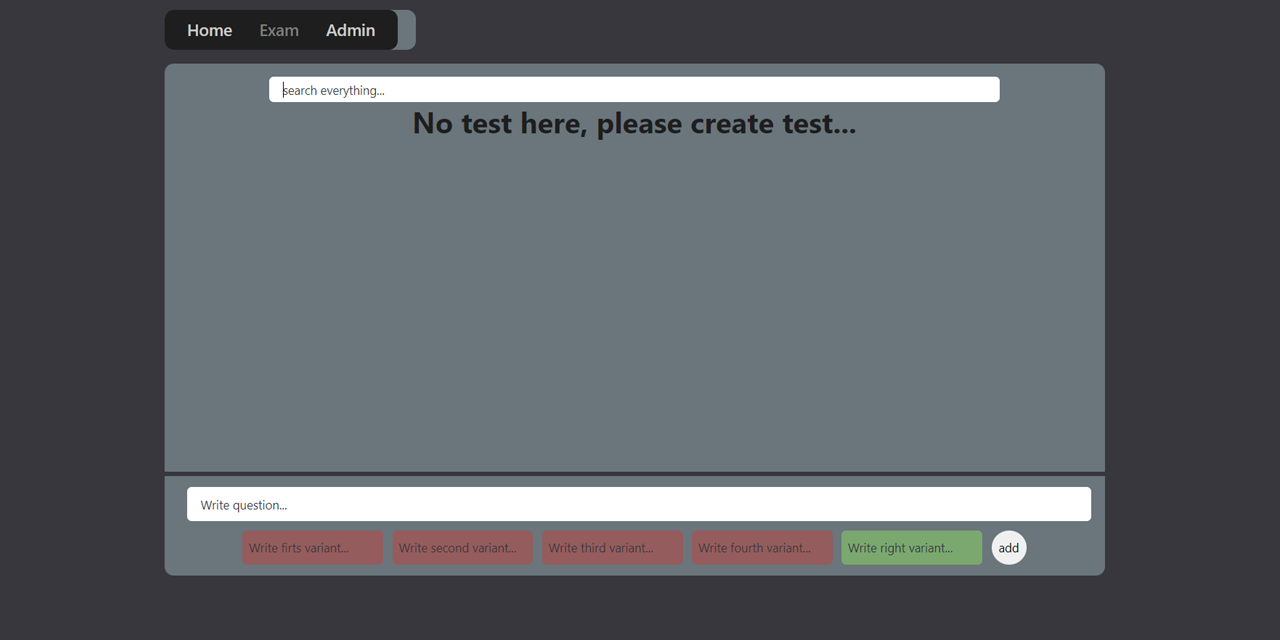 Home Exam Admin
search everything...
No test here, please create test...
Write question...
Write firts variant... Write second variant... Write third variant... Write fourth variant... Write right variant... add